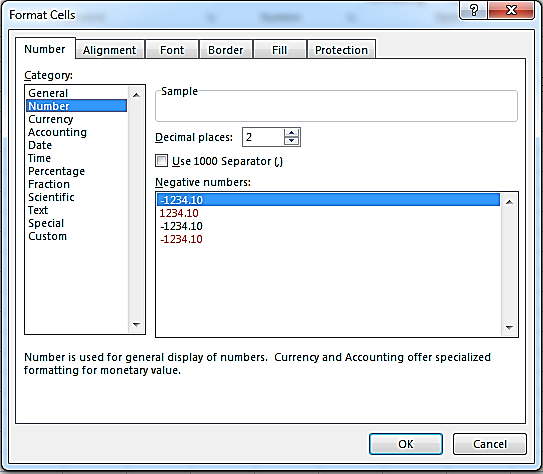 Format Cells
Number Alignment Font Border Fill Protection
Category:
General
Number
Currency
Accounting
Date
Time
Percentage
Fraction
Scientific
Text
Special
Custom
Sample
Decimal places: 2
Use 1000 Separator (,)
Negative numbers:
-1234.10
1234.10
-1234.10
-1234.10
Number is used for general display of numbers. Currency and Accounting offer specialized
formatting for monetary value.
OK Cancel